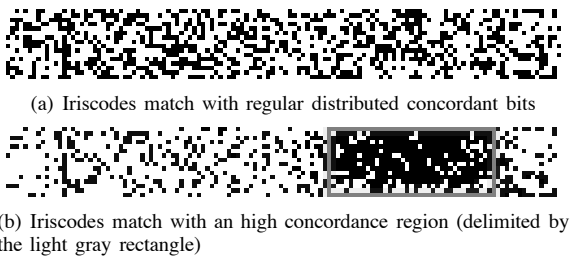 (a) Iriscodes match with regular distributed concordant bits
(b) Iriscodes match with an high concordance region (delimited by
the light gray rectangle)